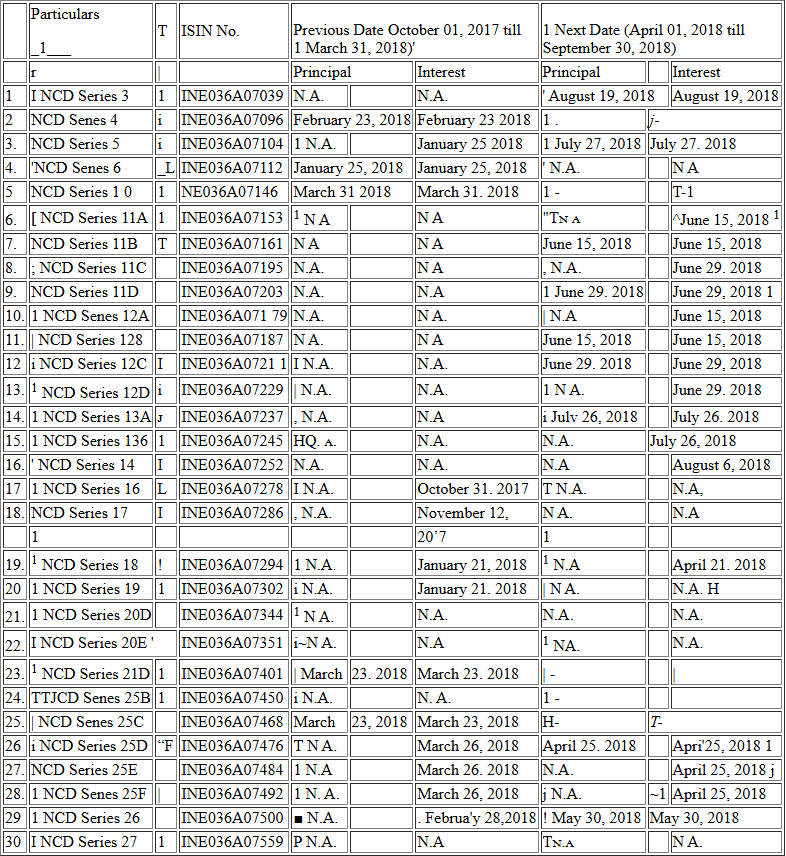 Particulars
_1___
T
ISIN No.
Previous Date October 01, 2017 till
1 March 31, 2018)'
1 Next Date (April 01, 2018 till
September 30, 2018)
r | Principal Interest Principal Interest
1 I NCD Series 3 1 INE036A07039 N.A. N.A. ' August 19, 2018 August 19, 2018
2 NCD Senes 4 i INE036A07096 February 23, 2018 February 23 2018 1 . j-
3. NCD Series 5 i INE036A07104 1 N.A. January 25 2018 1 July 27, 2018 July 27. 2018
4. 'NCD Senes 6 _L INE036A07112 January 25, 2018 January 25, 2018 ' N.A. N A
5 NCD Series 1 0 1 NE036A07146 March 31 2018 March 31. 2018 1 - T-1
6. [ NCD Series 11A 1 INE036A07153 1 N A N A "TN A ^June 15, 2018 1
7. NCD Series 11B T INE036A07161 N A N A June 15, 2018 June 15, 2018
8. ; NCD Series 11C INE036A07195 N.A. N A , N.A. June 29. 2018
9. NCD Series 11D INE036A07203 N.A. N A 1 June 29. 2018 June 29, 2018 1
10. 1 NCD Senes 12A INE036A071 79 N.A. N A | N.A June 15, 2018
11. | NCD Series 128 INE036A07187 N.A. N A. June 15, 2018 June 15, 2018
12 i NCD Series 12C I INE036A0721 1 I N.A. N.A. June 29. 2018 June 29, 2018
13. 1 NCD Series 12D i INE036A07229 | N.A. N.A. 1 N A. June 29. 2018
14. 1 NCD Series 13A J INE036A07237 , N.A. N.A i Julv 26, 2018 July 26. 2018
15. 1 NCD Series 136 1 INE036A07245 HQ. A. N.A. N.A. July 26, 2018
16. ' NCD Series 14 I INE036A07252 N.A. N.A. N.A August 6, 2018
17 1 NCD Series 16 L INE036A07278 I N.A. October 31. 2017 T N.A. N.A,
18. NCD Series 17 I INE036A07286 , N.A. November 12, N A. N.A
1 20’7 1
19. 1 NCD Series 18 ! INE036A07294 1 N.A. January 21, 2018 1 N.A April 21. 2018
20 1 NCD Series 19 1 INE036A07302 i N.A. January 21. 2018 | N A. N.A. H
21. 1 NCD Series 20D INE036A07344 1 N A. N.A. N.A. N.A.
22. I NCD Series 20E ' INE036A07351 i~N A. N.A 1 NA. N.A.
23. 1 NCD Series 21D 1 INE036A07401 | March 23. 2018 March 23. 2018 | - |
24. TTJCD Senes 25B 1 INE036A07450 i N.A. N. A. 1 -
25. | NCD Senes 25C INE036A07468 March 23, 2018 March 23, 2018 H- T-
26 i NCD Series 25D “F INE036A07476 T N A. March 26, 2018 April 25. 2018 Apri'25, 2018 1
27. NCD Series 25E INE036A07484 1 N.A March 26. 2018 N.A. April 25, 2018 j
28. 1 NCD Senes 25F | INE036A07492 1 N. A. March 26, 2018 j N.A. ~1 April 25, 2018
29 1 NCD Series 26 INE036A07500 ■ N.A. . Februa'y 28,2018 ! May 30, 2018 May 30, 2018
30 I NCD Series 27 1 INE036A07559 P N.A. N.A TN.A N A.